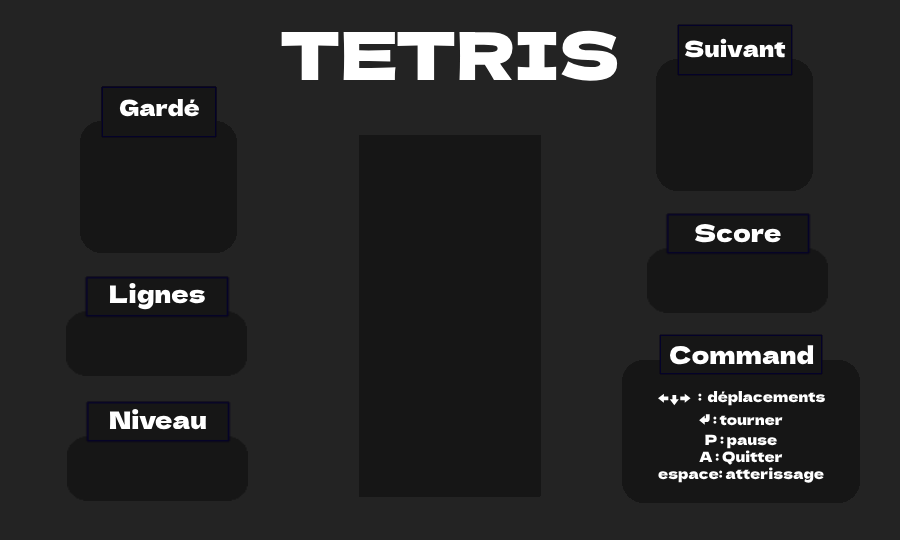 TETRIS
Suivant
Gardé
Score
Lignes
Command
←↓→ : déplacements
↲ : tourner
Niveau
P : pause
A : Quitter
espace: atterissage